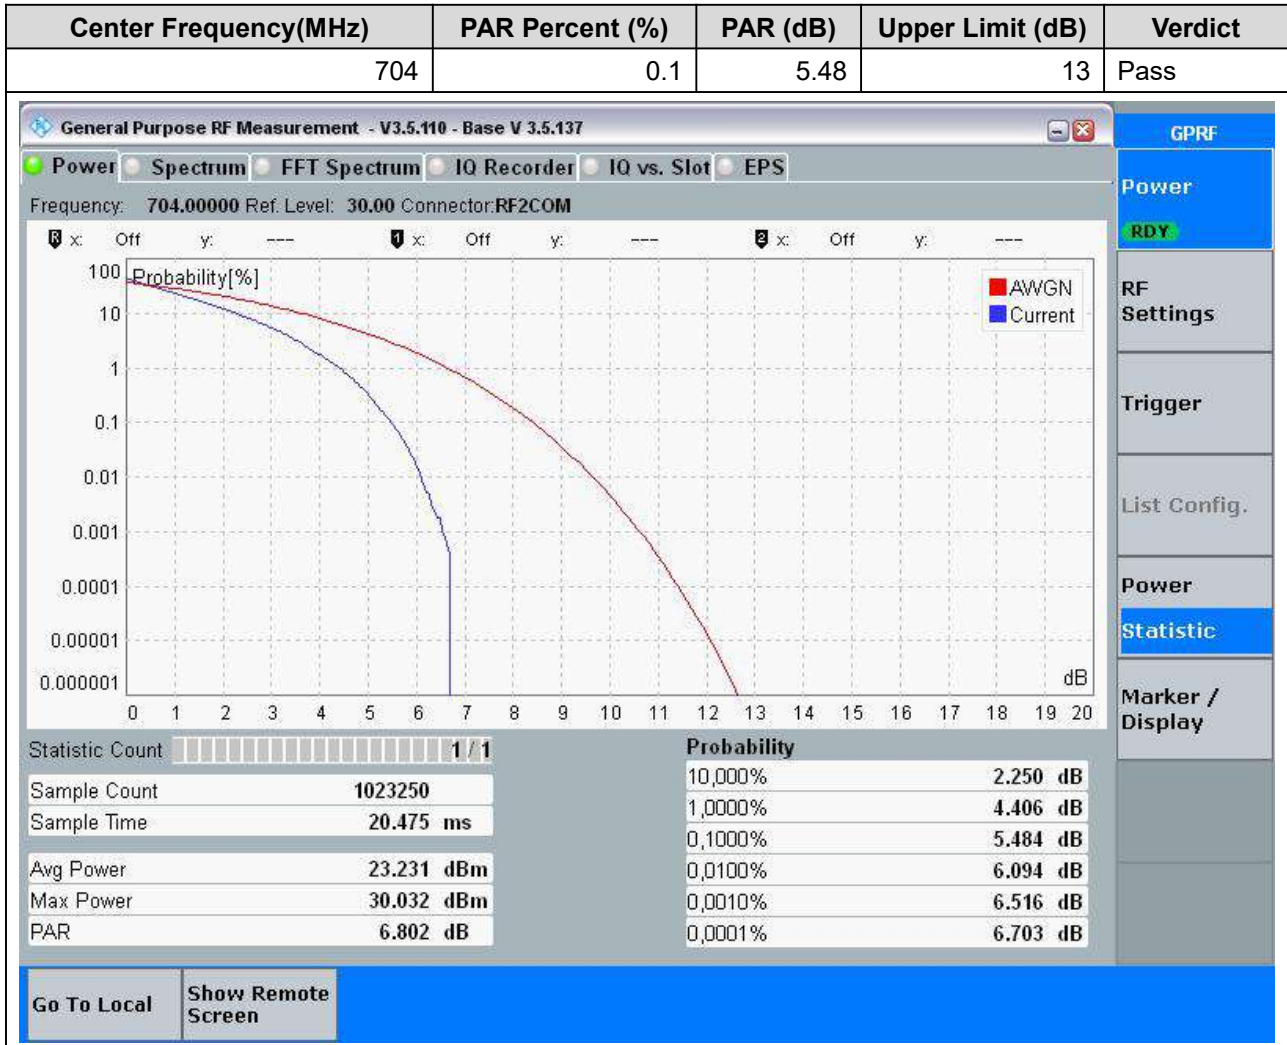 Center Frequency(MHz) PAR Percent (%) PAR (dB) Upper Limit (dB) Verdict
704 0.1 5.48 13 Pass
General Purpose RF Measurement - V3.5.110 - Base V 3.5.137
GPRF
Power Spectrum FFT Spectrum IQ Recorder IQ vs. Slot EPS
Power
RDY
Frequency: 704.00000 Ref. Level: 30.00 Connector:RF2COM
R x: Off y: --- 1 x: Off y: --- 2 x: Off y: ---
Probability[%]
AWGN
Current
100
10
1
0.1
0.01
0.001
0.0001
0.00001
0.000001
dB
0 1 2 3 4 5 6 7 8 9 10 11 12 13 14 15 16 17 18 19 20
RF
Settings
Trigger
List Config.
Power
Statistic
Marker /
Display
Statistic Count 1 / 1
Sample Count 1023250
Sample Time 20.475 ms
Avg Power 23.231 dBm
Max Power 30.032 dBm
PAR 6.802 dB
Probability
10,000% 2.250 dB
1,0000% 4.406 dB
0,1000% 5.484 dB
0,0100% 6.094 dB
0,0010% 6.516 dB
0,0001% 6.703 dB
Go To Local
Show Remote
Screen